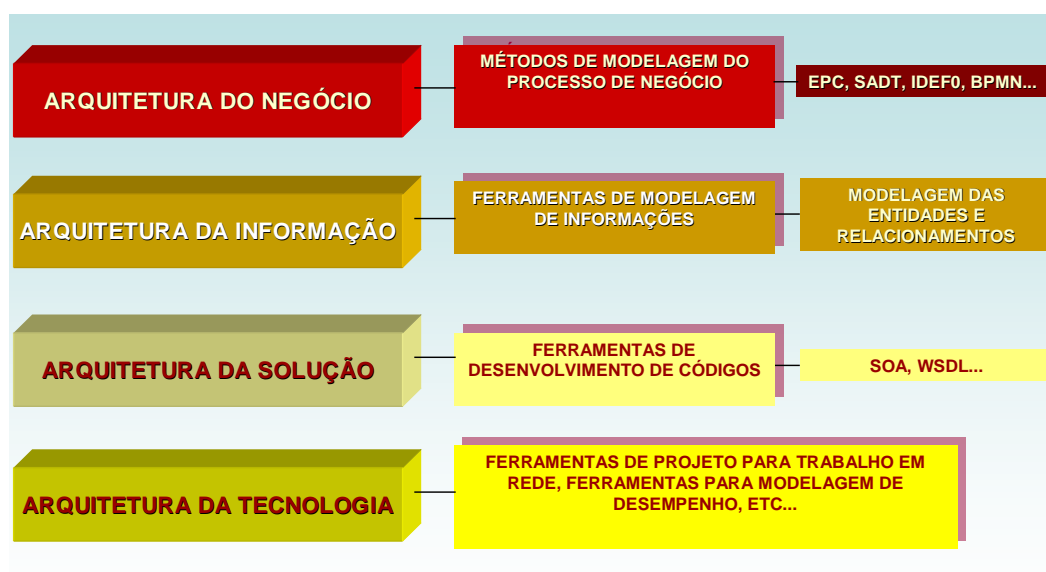 ARQUITETURA DO NEGÓCIO
MÉTODOS DE MODELAGEM DO
PROCESSO DE NEGÓCIO
EPC, SADT, IDEF0, BPMN...
ARQUITETURA DA INFORMAÇÃO
FERRAMENTAS DE MODELAGEM
DE INFORMAÇÕES
MODELAGEM DAS
ENTIDADES E
RELACIONAMENTOS
ARQUITETURA DA SOLUÇÃO
FERRAMENTAS DE
DESENVOLVIMENTO DE CÓDIGOS
SOA, WSDL...
ARQUITETURA DA TECNOLOGIA
FERRAMENTAS DE PROJETO PARA TRABALHO EM
REDE, FERRAMENTAS PARA MODELAGEM DE
DESEMPENHO, ETC...